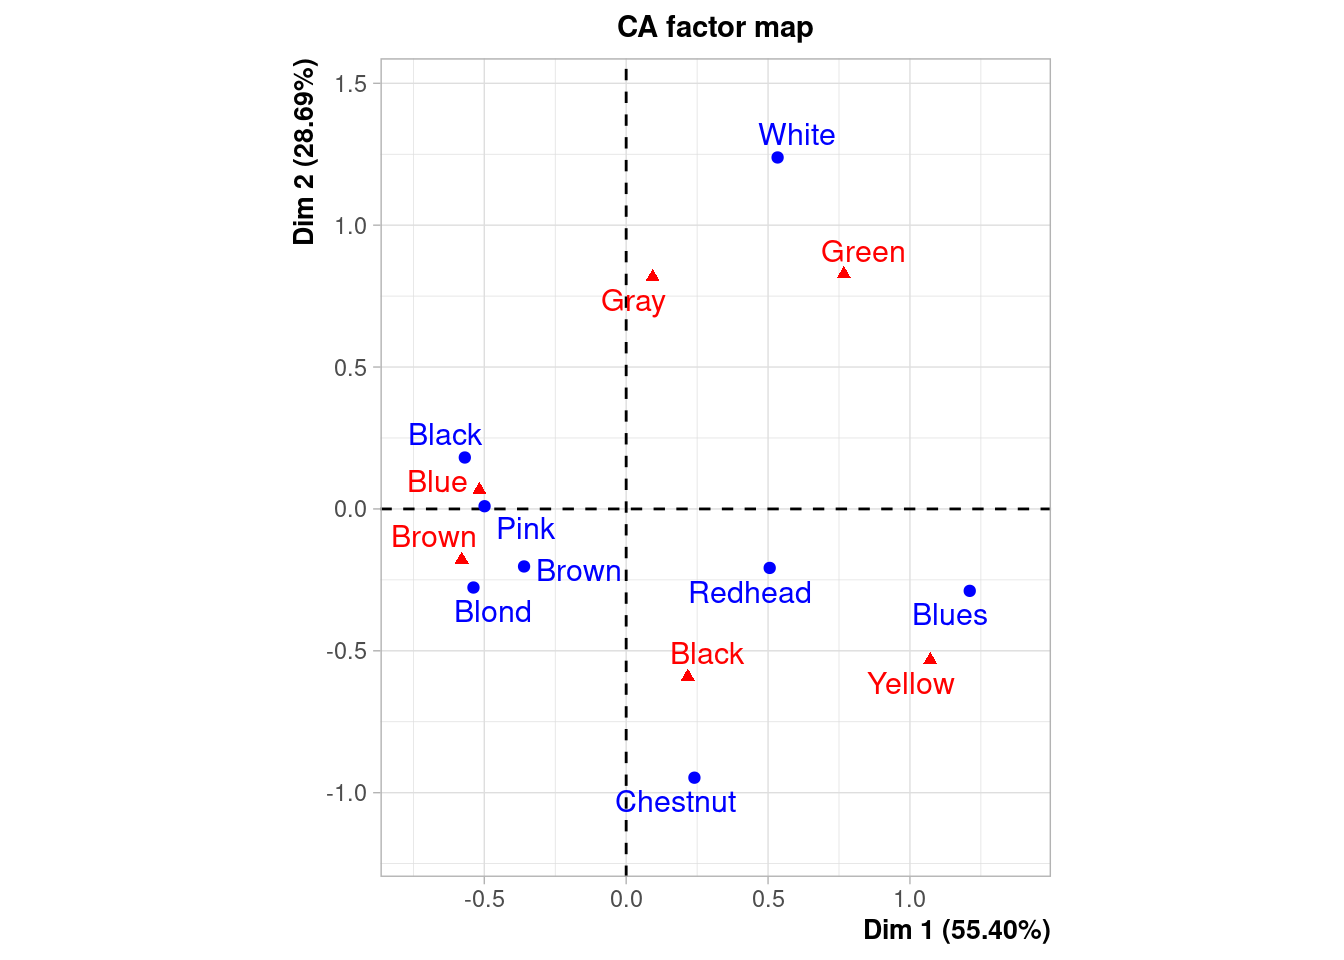 CA factor map
Dim 2 (28.69%)
1.5
1.0
0.5
0.0
-0.5
-1.0
White
Green
Gray
Black
Blue
Pink
Brown
Brown
Blond
Redhead
Blues
Black
Yellow
Chestnut
-0.5
0.0
0.5
1.0
Dim 1 (55.40%)